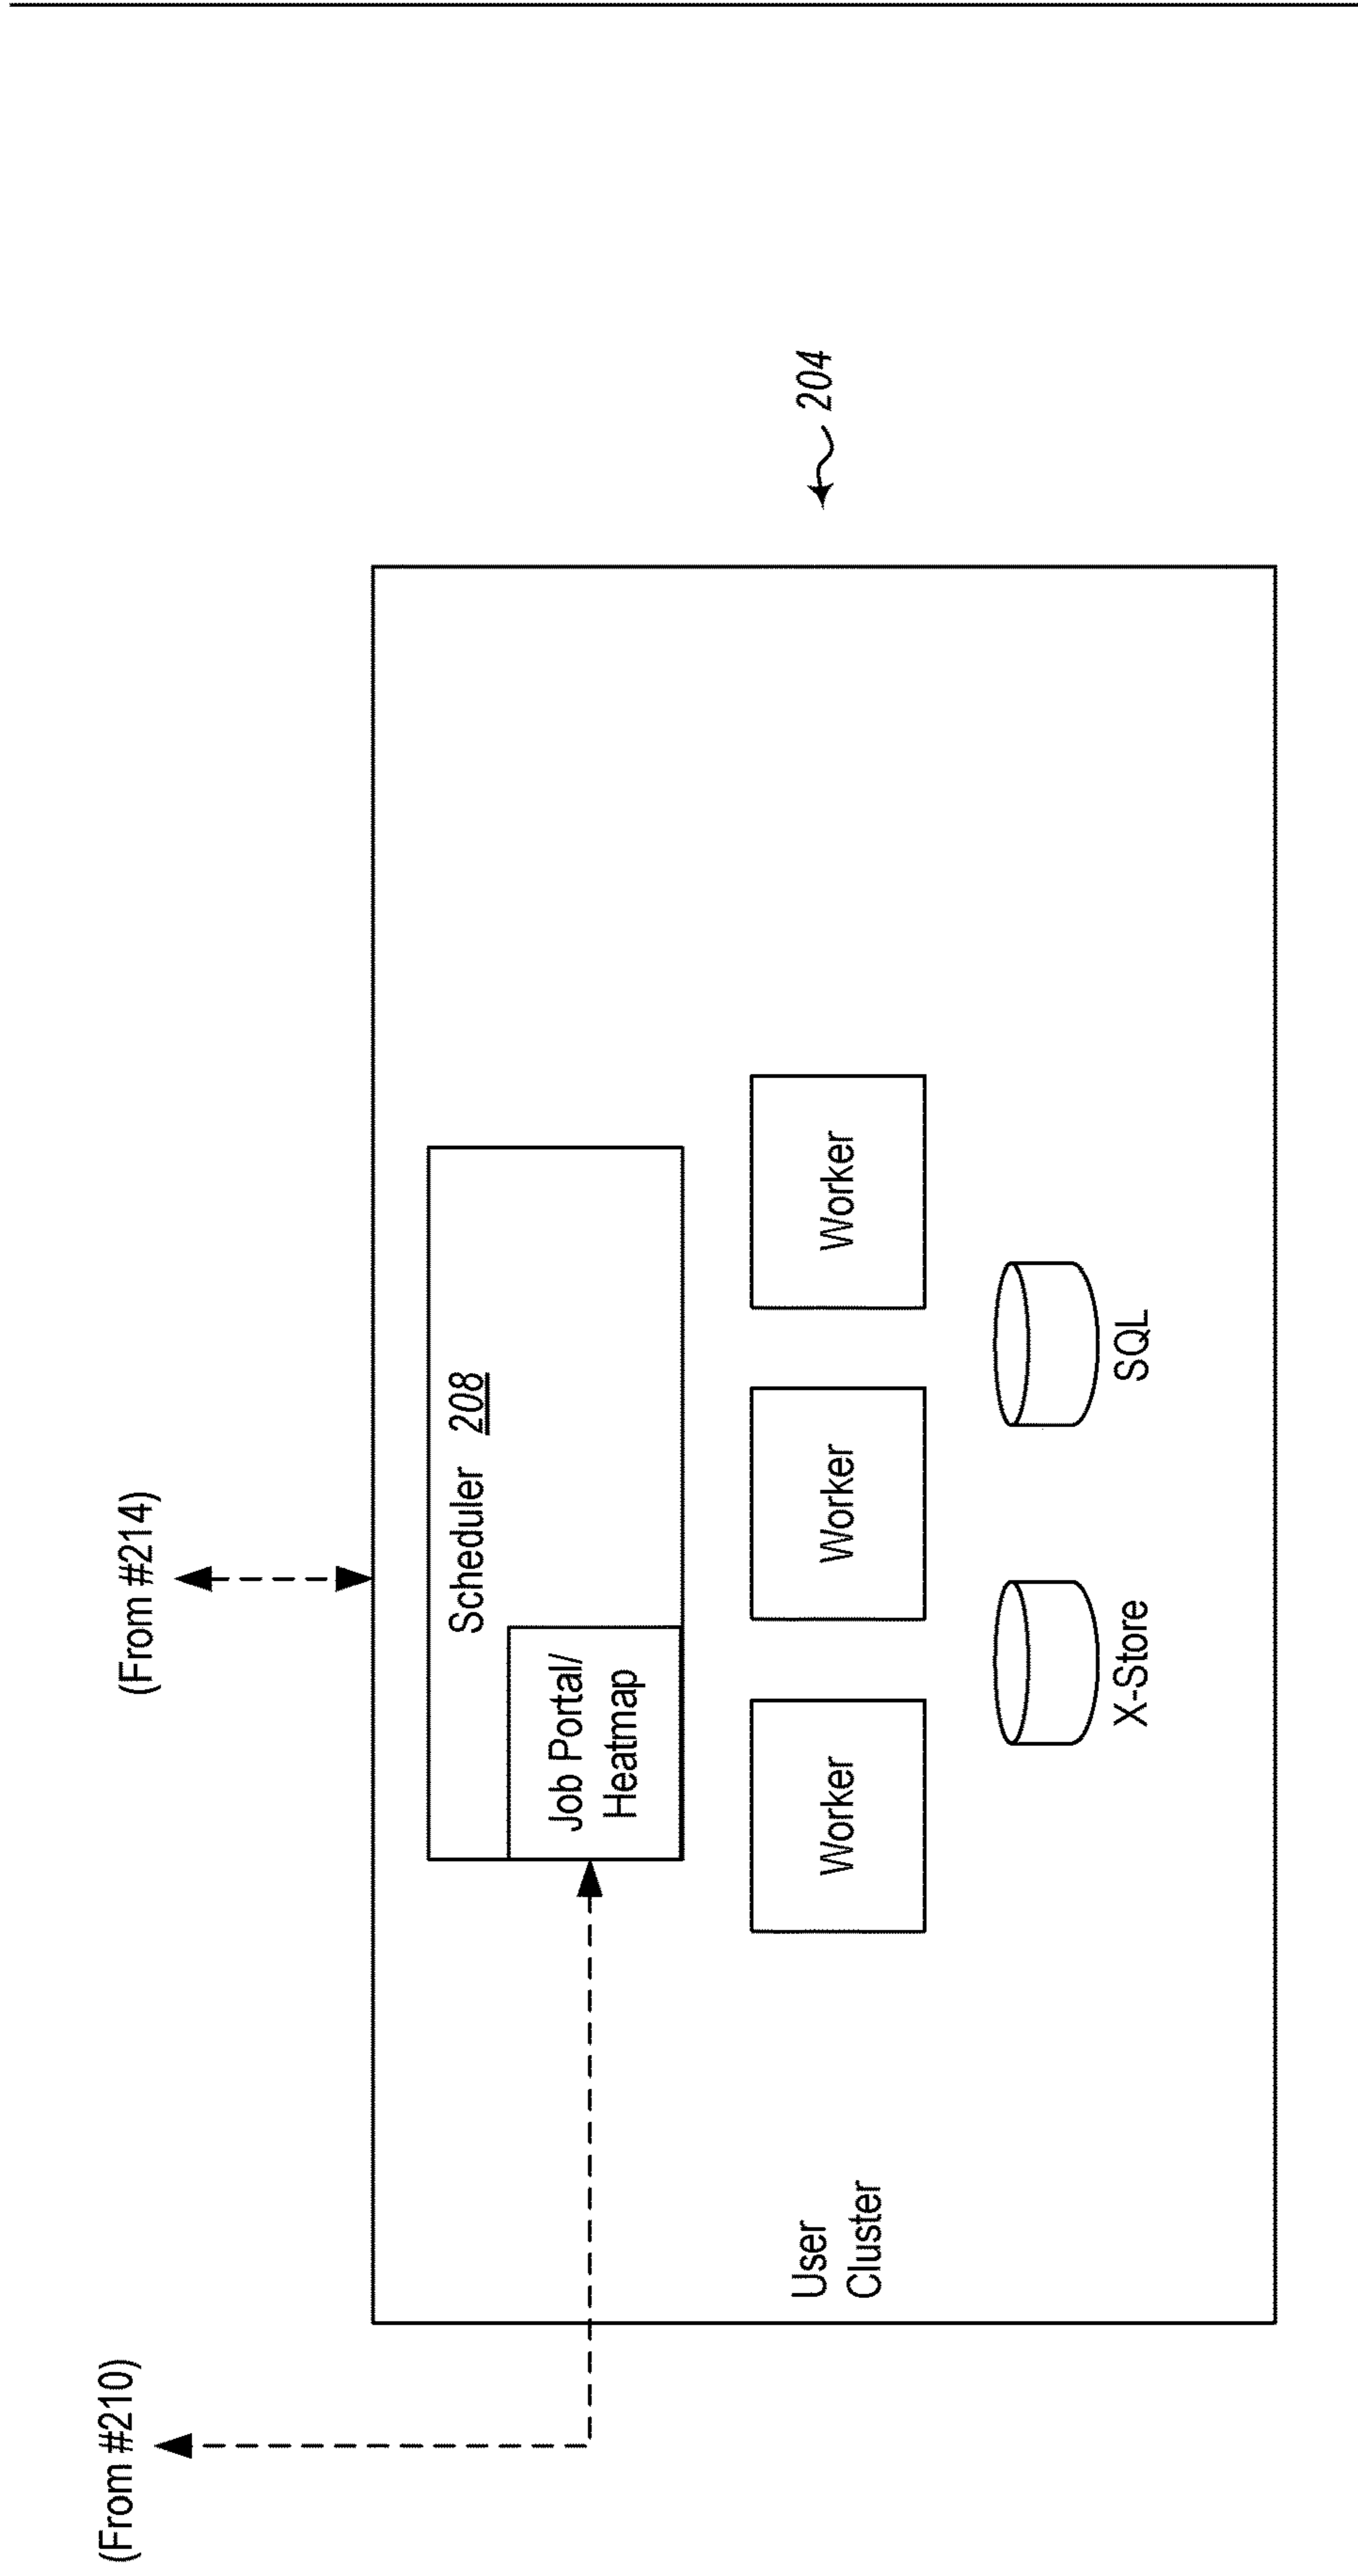 (From #210)
(From #214)
Scheduler 208
Job Portal/
Heatmap
Worker
Worker
Worker
User
Cluster
X-Store
SQL
204